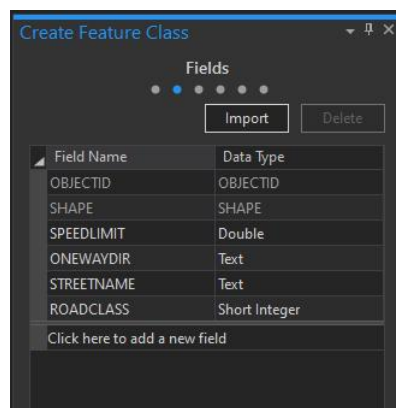 Create Feature Class
Fields
Import Delete
Field Name Data Type
OBJECTID OBJECTID
SHAPE SHAPE
SPEEDLIMIT Double
ONEWAYDIR Text
STREETNAME Text
ROADCLASS Short Integer
Click here to add a new field